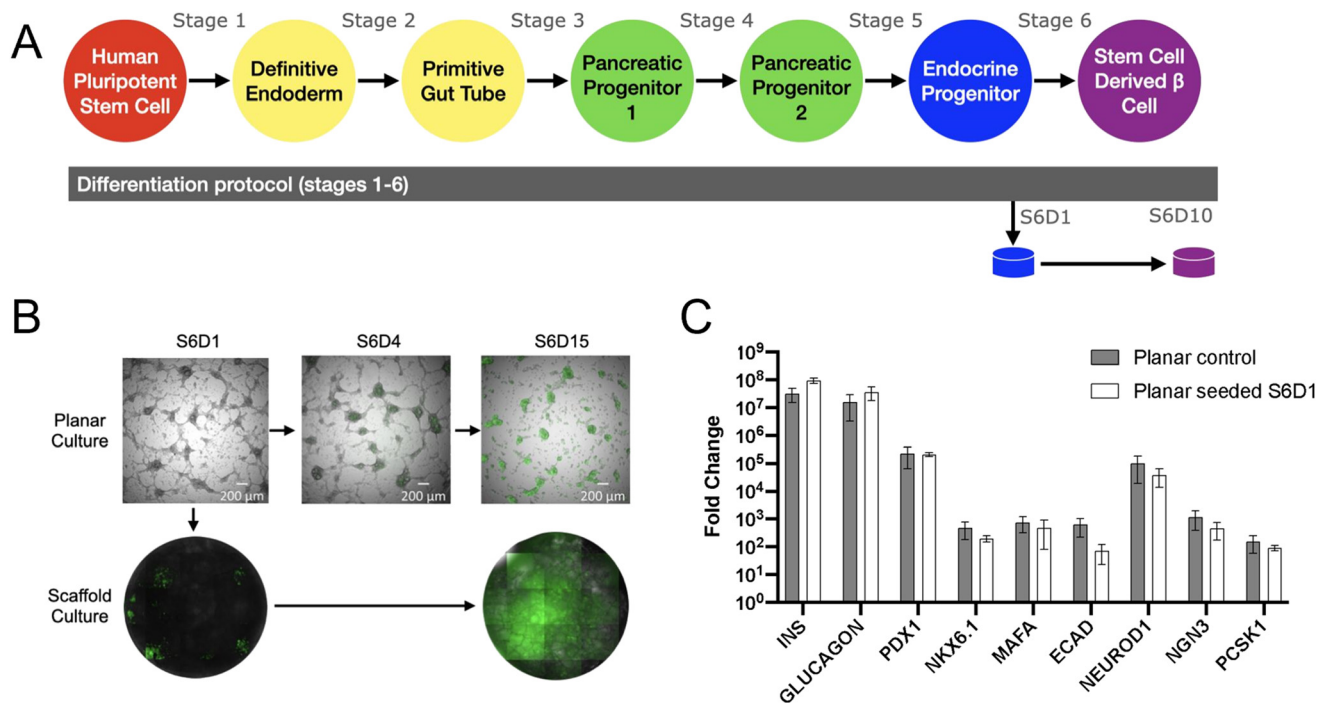 A
Stage 1
Stage 2
Stage 3
Stage 4
Stage 5
Stage 6
Human
Pluripotent
Stem Cell
Definitive
Endoderm
Primitive
Gut Tube
Pancreatic
Progenitor
1
Pancreatic
Progenitor
2
Endocrine
Progenitor
Stem Cell
Derived β
Cell
Differentiation protocol (stages 1-6)
S6D1
S6D10
B
S6D1
S6D4
S6D15
Planar
Culture
200 μm
200 μm
200 μm
Scaffold
Culture
C
Planar control
Planar seeded S6D1
Fold Change
10⁹
10⁸
10⁷
10⁶
10⁵
10⁴
10³
10²
10¹
10⁰
INS
GLUCAGON
PDX1
NKX6.1
MAFA
ECAD
NEUROD1
NGN3
PCSK1